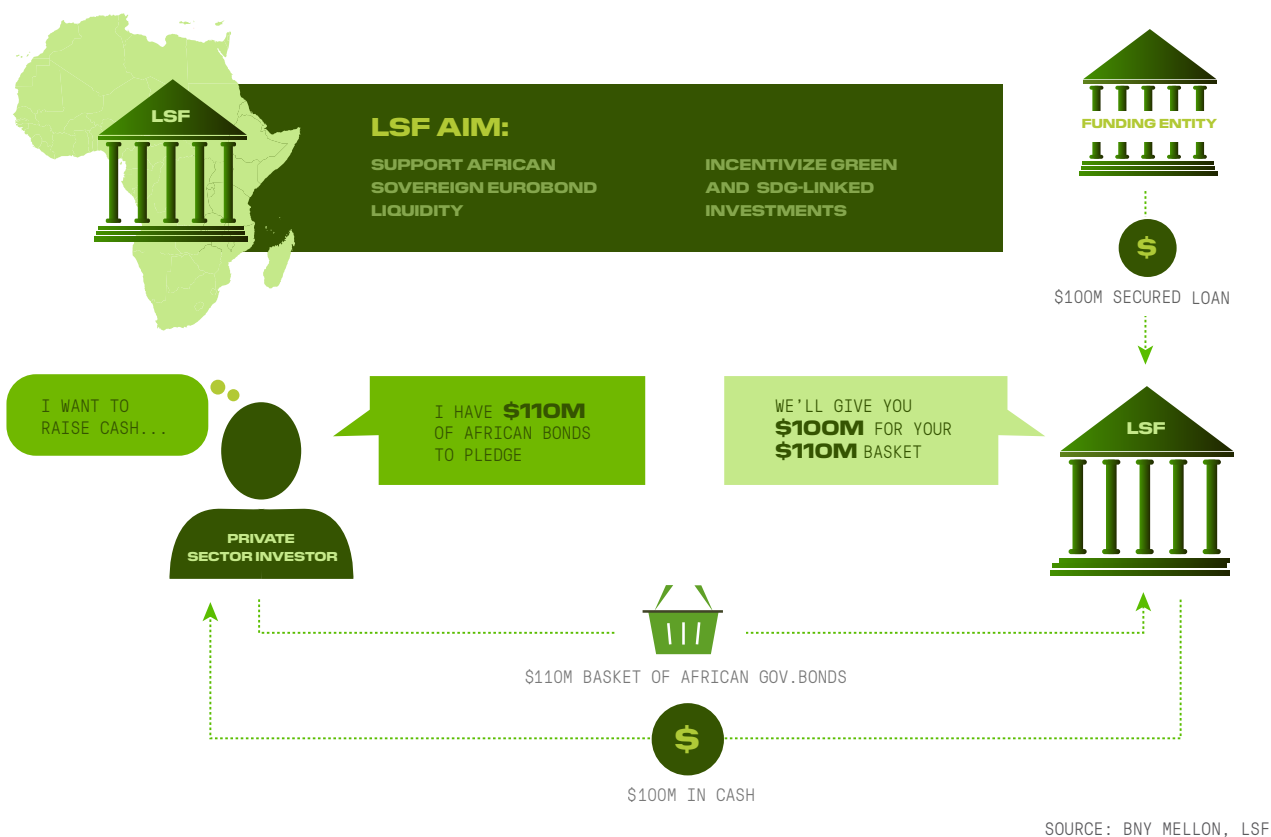 LSF
LSF AIM:
SUPPORT AFRICAN
SOVEREIGN EUROBOND
LIQUIDITY
INCENTIVIZE GREEN
AND SDG-LINKED
INVESTMENTS
FUNDING ENTITY
$
$100M SECURED LOAN
I WANT TO
RAISE CASH...
I HAVE $110M
OF AFRICAN BONDS
TO PLEDGE
WE'LL GIVE YOU
$100M FOR YOUR
$110M BASKET
LSF
PRIVATE
SECTOR INVESTOR
$110M BASKET OF AFRICAN GOV.BONDS
$
$100M IN CASH
SOURCE: BNY MELLON, LSF